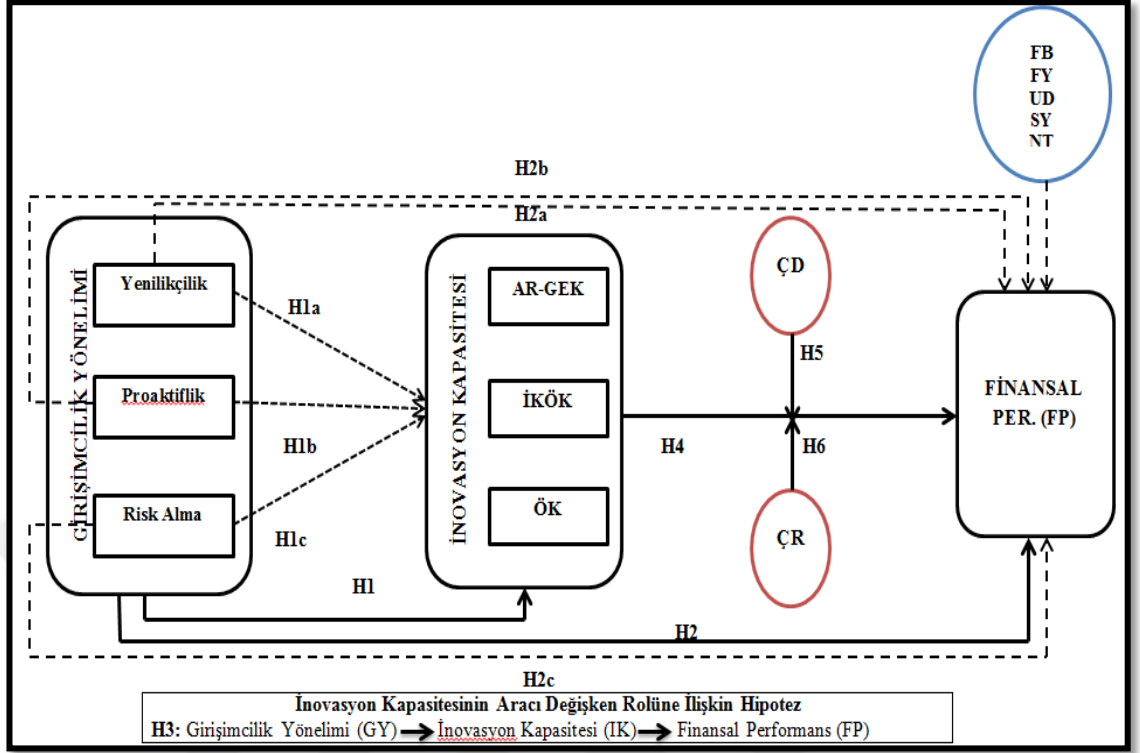 FB
FY
UD
SY
NT
H2b
H2a
GİRİŞİMCİLİK YÖNELİMİ
Yenilikçilik
Proaktiflik
Risk Alma
H1a
H1b
H1c
İNOVASYON KAPASİTESİ
AR-GEK
İKÖK
ÖK
ÇD
H5
H4
H6
ÇR
FİNANSAL
PER. (FP)
H1
H2
H2c
İnovasyon Kapasitesinin Aracı Değişken Rolüne İlişkin Hipotez
H3: Girişimcilik Yönelimi (GY) → İnovasyon Kapasitesi (IK) → Finansal Performans (FP)